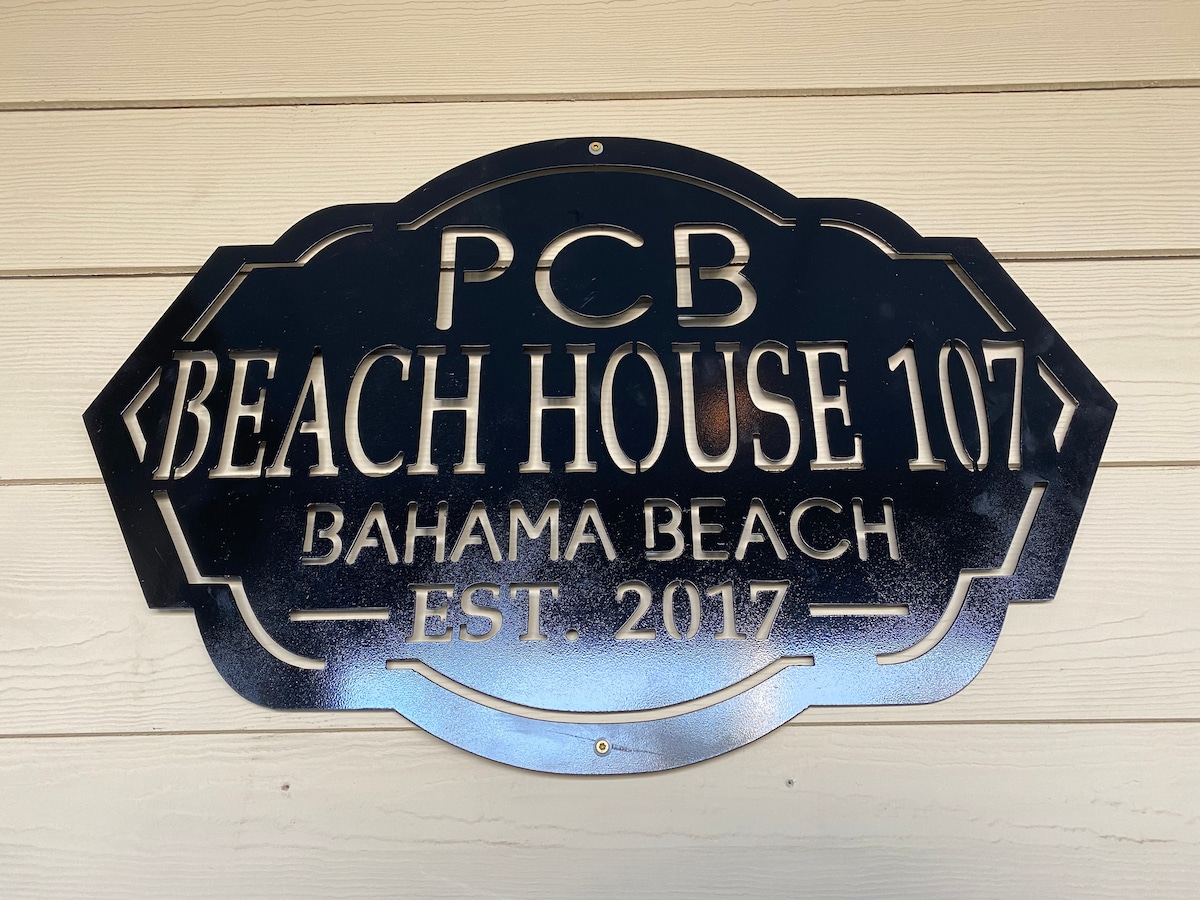 PCB
BEACH HOUSE 107
BAHAMA BEACH
EST. 2017